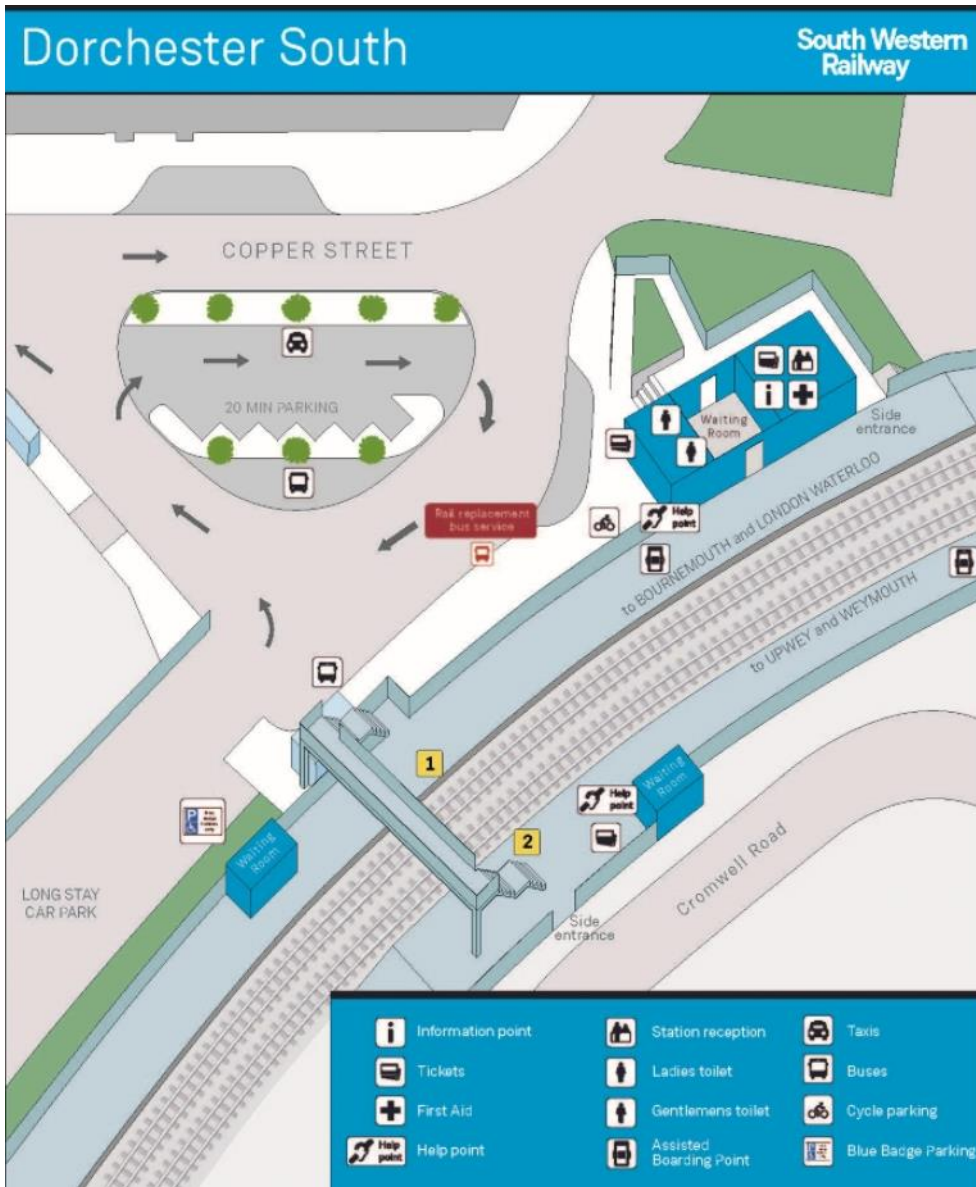 Dorchester South
South Western
Railway
COPPER STREET
20 MIN PARKING
Waiting
Room
Side
entrance
Rail replacement
bus service
Help
point
to BOURNEMOUTH and LONDON WATERLOO
to UPWEY and WEYMOUTH
1
Waiting
Room
Help
point
2
Waiting
Room
LONG STAY
CAR PARK
Cromwell Road
Side
entrance
Information point
Tickets
First Aid
Help
point
Help point
Station reception
Ladies toilet
Gentlemens toilet
Assisted
Boarding Point
Taxis
Buses
Cycle parking
Blue Badge Parking